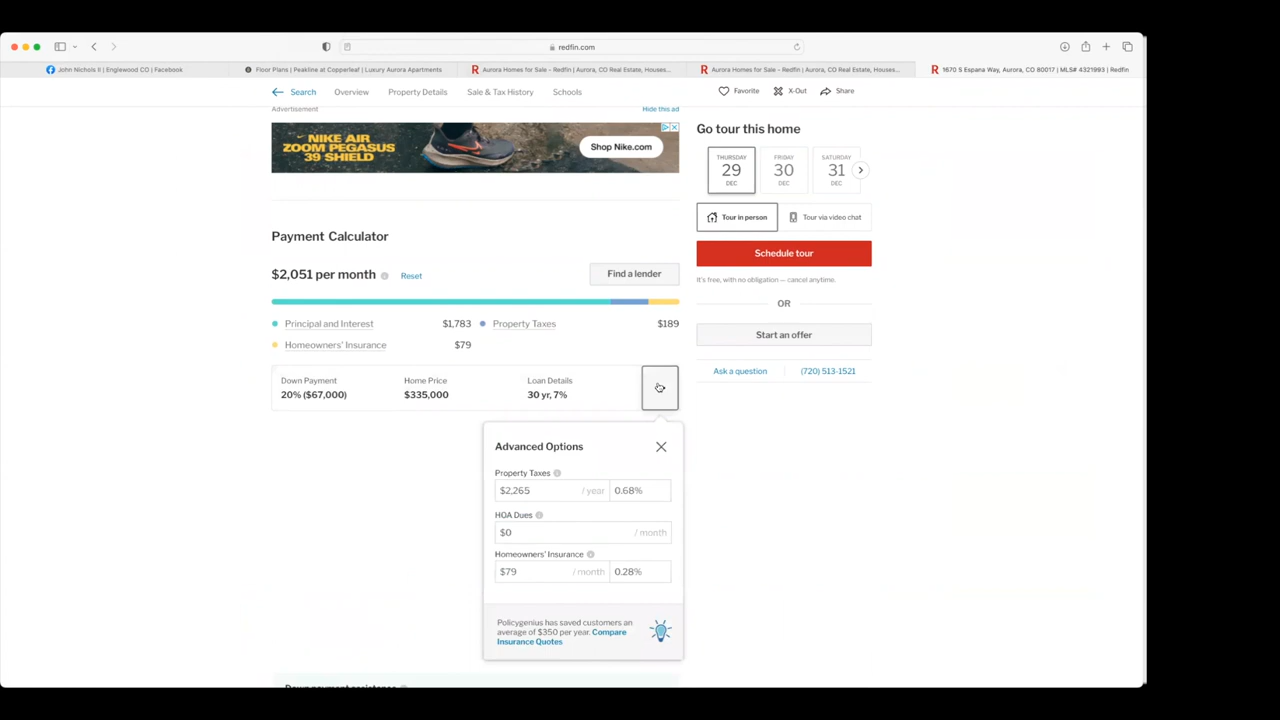 redfin.com
John Nichols II | Englewood CO | Facebook
Floor Plans | Peakline at Copperleaf | Luxury Aurora Apartments
Aurora Homes for Sale - Redfin | Aurora, CO Real Estate, Houses...
Aurora Homes for Sale - Redfin | Aurora, CO Real Estate, Houses...
1670 S Espana Way, Aurora, CO 80017 | MLS# 4321993 | Redfin
Search
Overview
Property Details
Sale & Tax History
Schools
Favorite
X-Out
Share
Advertisement
Hide this ad
NIKE AIR
ZOOM PEGASUS
39 SHIELD
Shop Nike.com
Go tour this home
THURSDAY
29
DEC
FRIDAY
30
DEC
SATURDAY
31
DEC
Tour in person
Tour via video chat
Schedule tour
It's free, with no obligation — cancel anytime.
OR
Start an offer
Ask a question
(720) 513-1521
Payment Calculator
$2,051 per month
Reset
Find a lender
Principal and Interest $1,783
Property Taxes $189
Homeowners' Insurance $79
Down Payment
20% ($67,000)
Home Price
$335,000
Loan Details
30 yr, 7%
Advanced Options
Property Taxes
$2,265 / year 0.68%
HOA Dues
$0 / month
Homeowners' Insurance
$79 / month 0.28%
Policygenius has saved customers an
average of $350 per year. Compare
Insurance Quotes
Down payment assistance